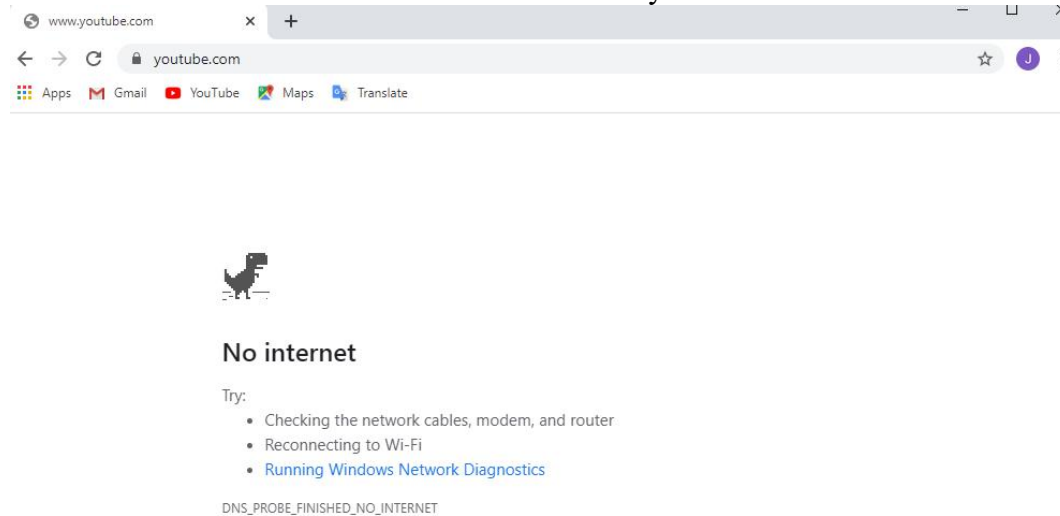 www.youtube.com
youtube.com
J
Apps Gmail YouTube Maps Translate
No internet
Try:
• Checking the network cables, modem, and router
• Reconnecting to Wi-Fi
• Running Windows Network Diagnostics
DNS_PROBE_FINISHED_NO_INTERNET